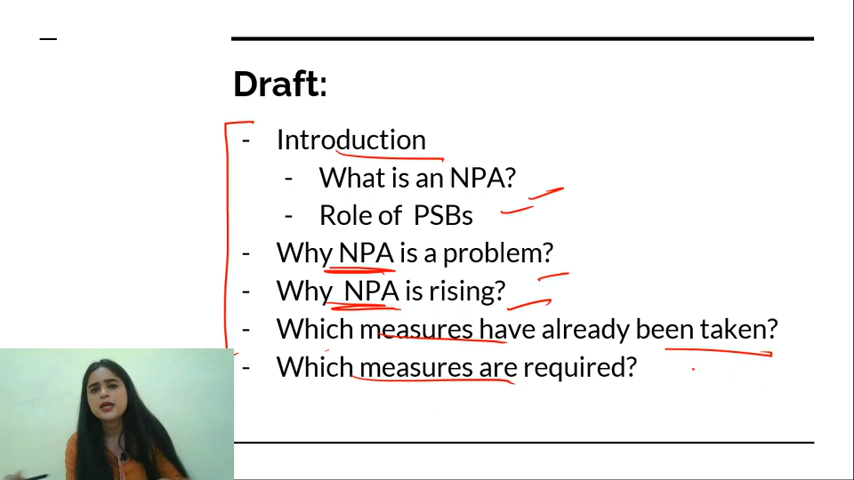 Draft:
- Introduction
- What is an NPA?
- Role of PSBs
- Why NPA is a problem?
- Why NPA is rising?
- Which measures have already been taken?
- Which measures are required?